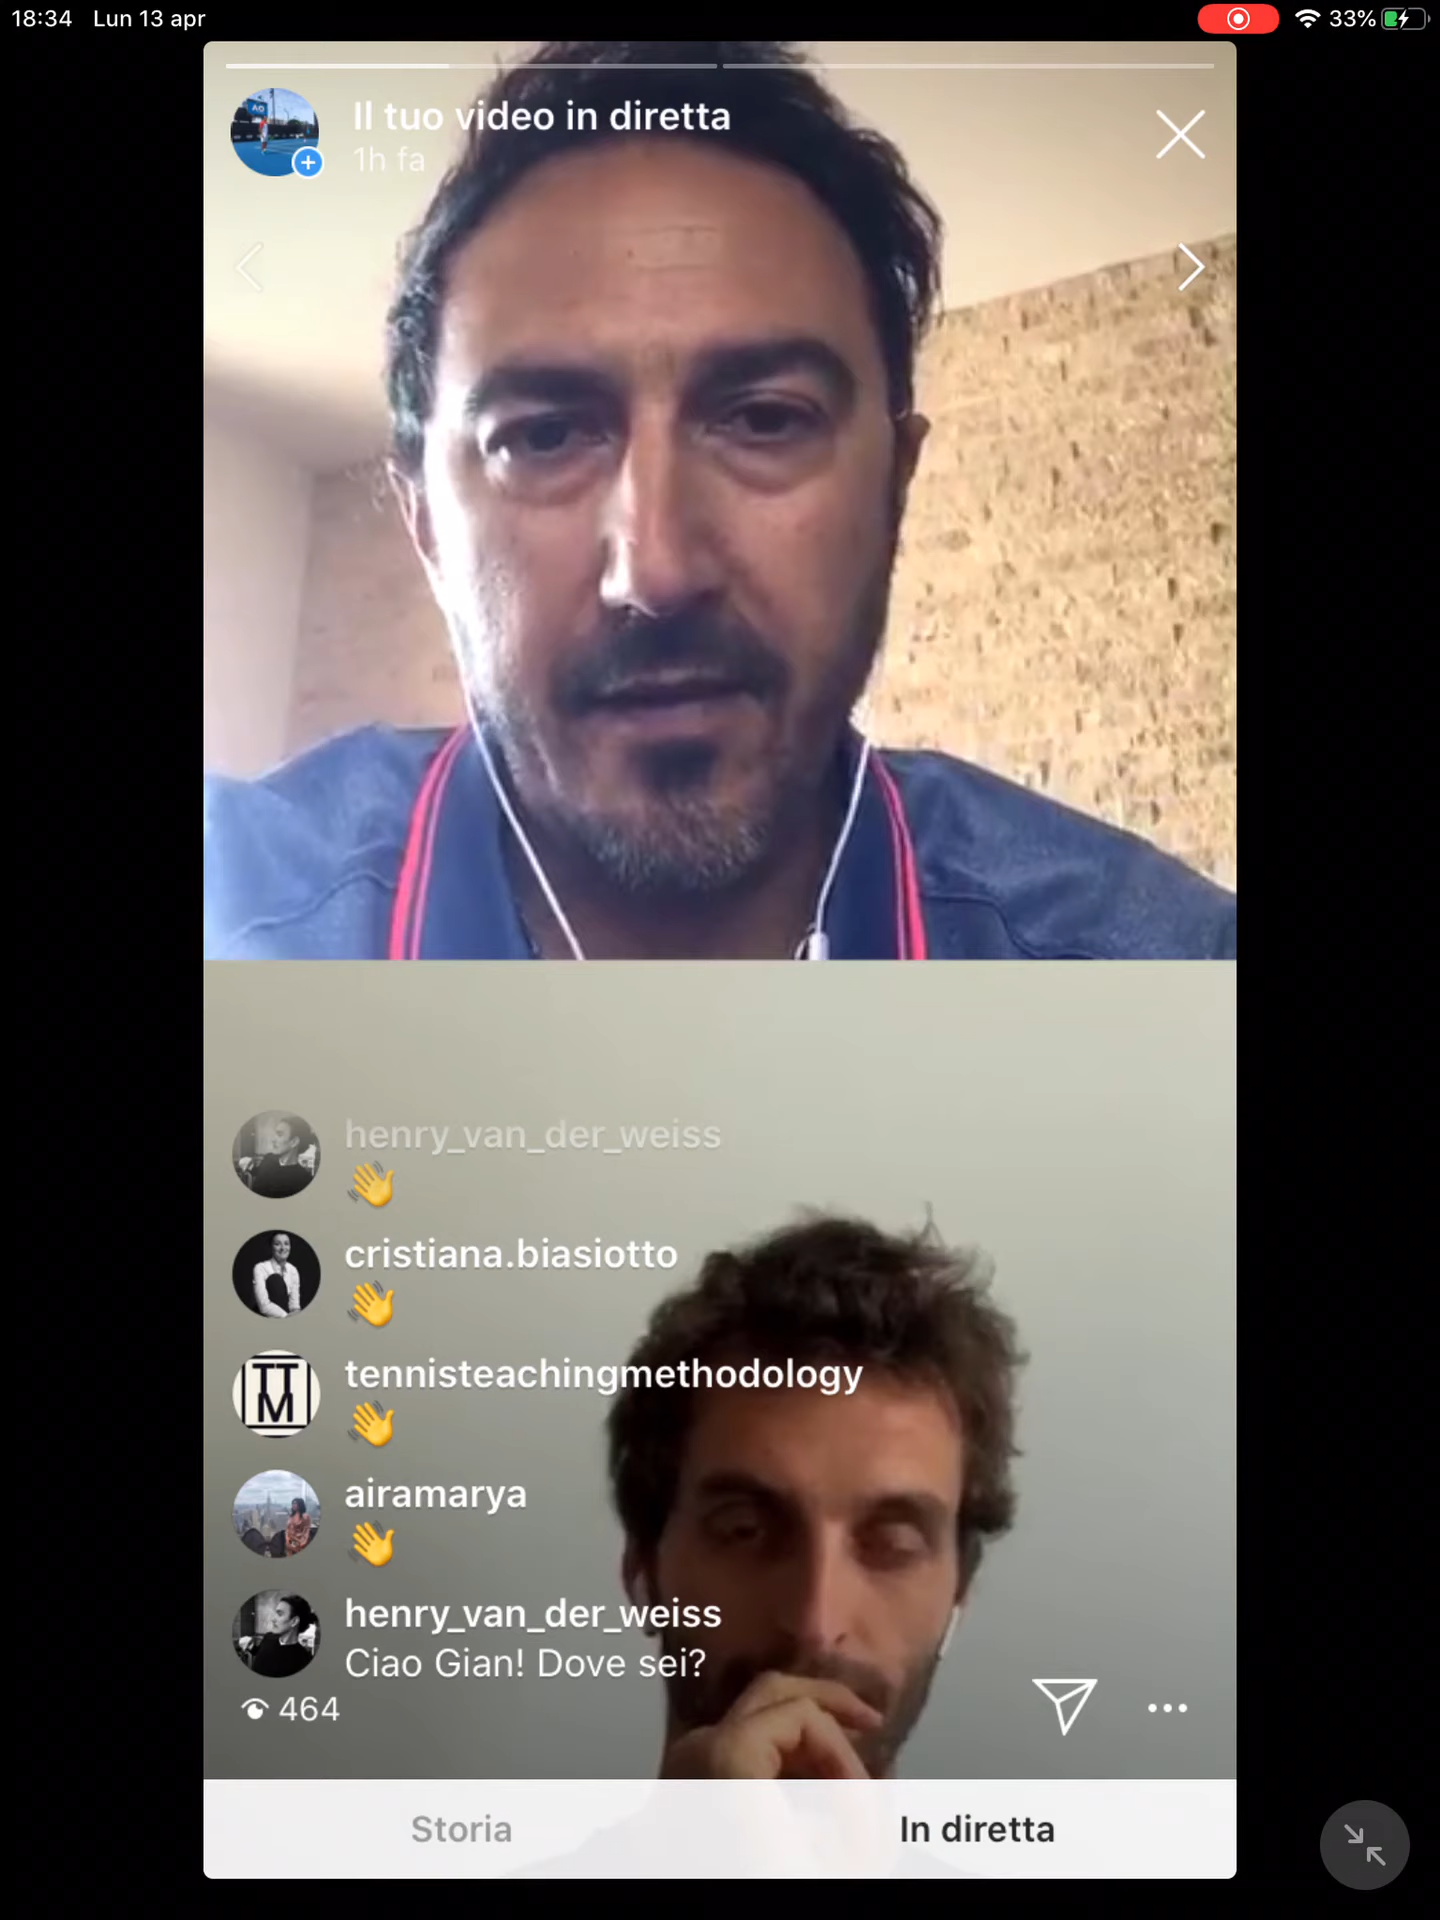 18:34 Lun 13 apr
33%
Il tuo video in diretta
1h fa
henry_van_der_weiss
👋
cristiana.biasiotto
👋
TTM
tennisteachingmethodology
👋
airamarya
👋
henry_van_der_weiss
Ciao Gian! Dove sei?
464
Storia
In diretta